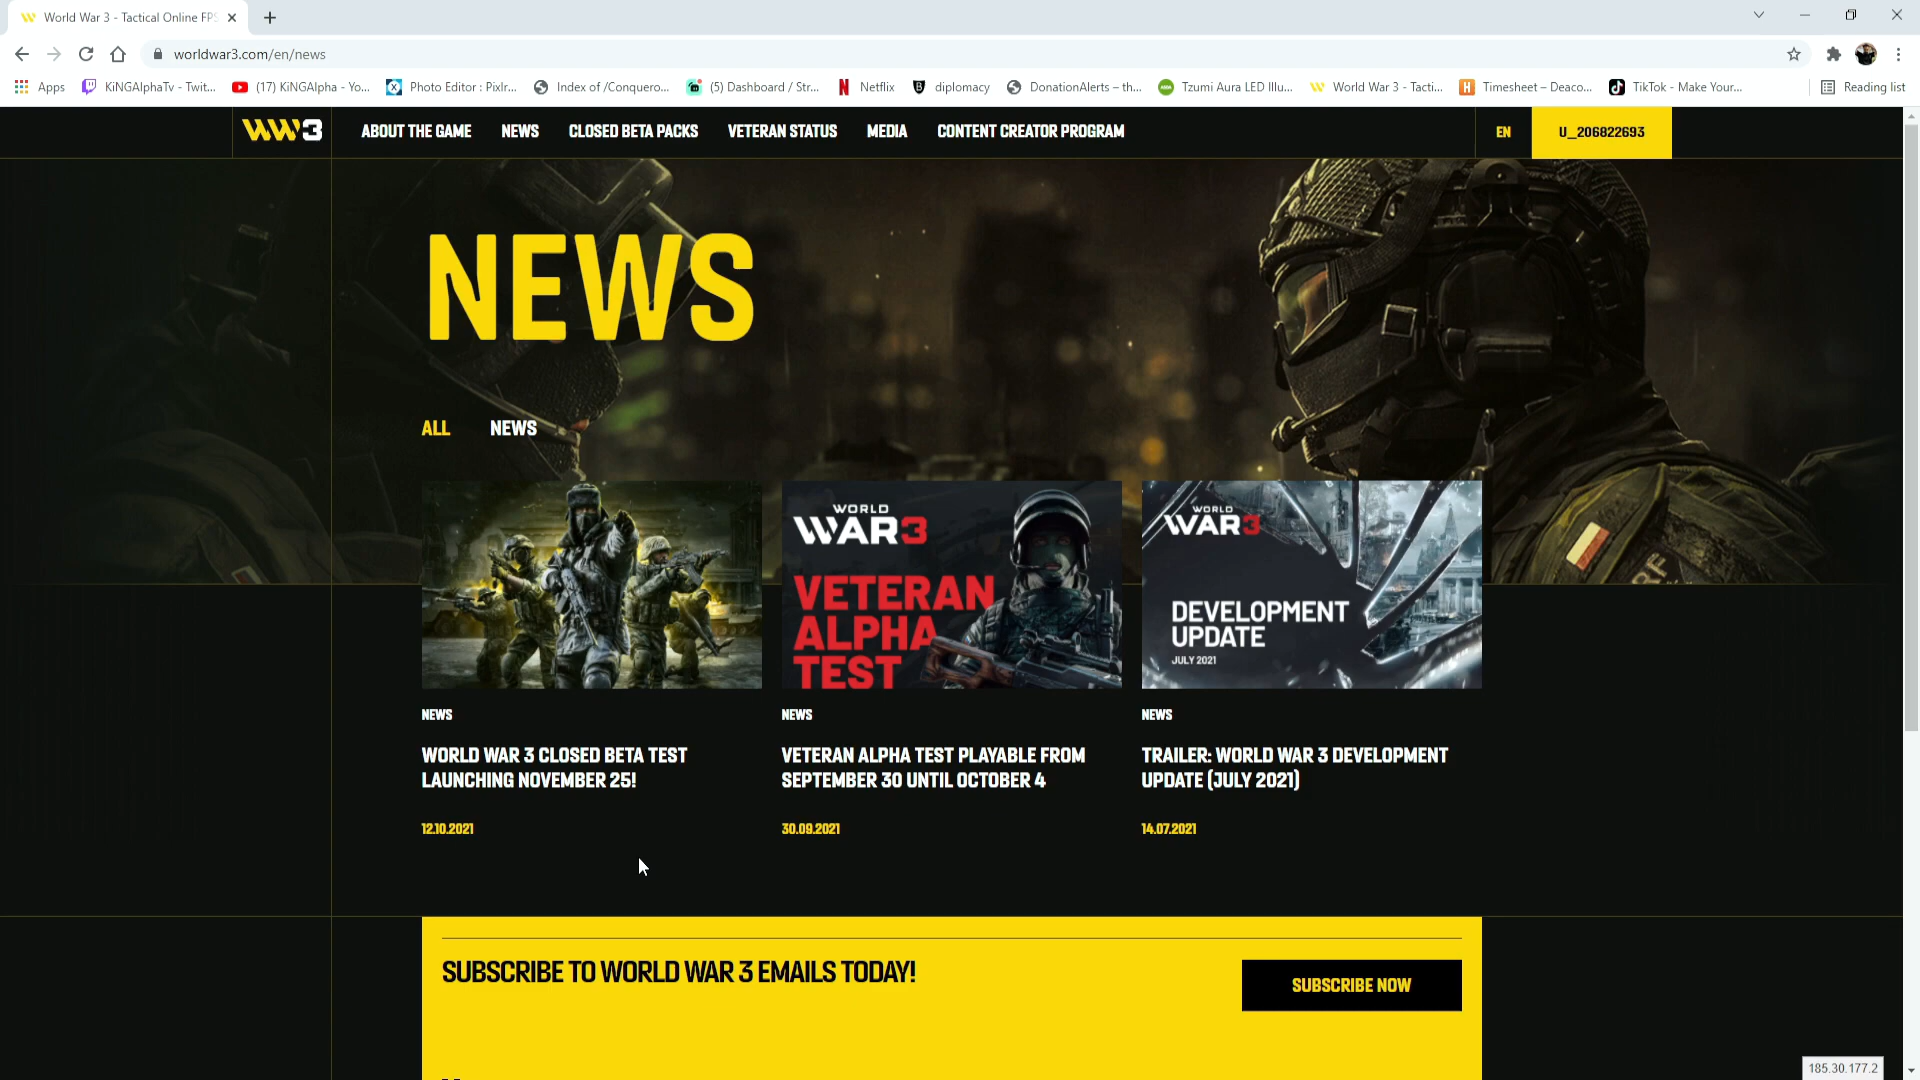 World War 3 - Tactical Online FPS
worldwar3.com/en/news
Apps
KiNGAlphaTv - Twit...
(17) KiNGAlpha - Yo...
Photo Editor : Pixlr...
Index of /Conquero...
(5) Dashboard / Str...
Netflix
diplomacy
DonationAlerts – th...
Tzumi Aura LED Illu...
World War 3 - Tacti...
Timesheet – Deaco...
TikTok - Make Your...
Reading list
WW3
ABOUT THE GAME
NEWS
CLOSED BETA PACKS
VETERAN STATUS
MEDIA
CONTENT CREATOR PROGRAM
EN
U_206822693
NEWS
ALL
NEWS
WORLD
WAR3
VETERAN
ALPHA
TEST
WORLD
WAR3
DEVELOPMENT
UPDATE
JULY 2021
NEWS
WORLD WAR 3 CLOSED BETA TEST
LAUNCHING NOVEMBER 25!
12.10.2021
NEWS
VETERAN ALPHA TEST PLAYABLE FROM
SEPTEMBER 30 UNTIL OCTOBER 4
30.09.2021
NEWS
TRAILER: WORLD WAR 3 DEVELOPMENT
UPDATE (JULY 2021)
14.07.2021
SUBSCRIBE TO WORLD WAR 3 EMAILS TODAY!
SUBSCRIBE NOW
185.30.177.2